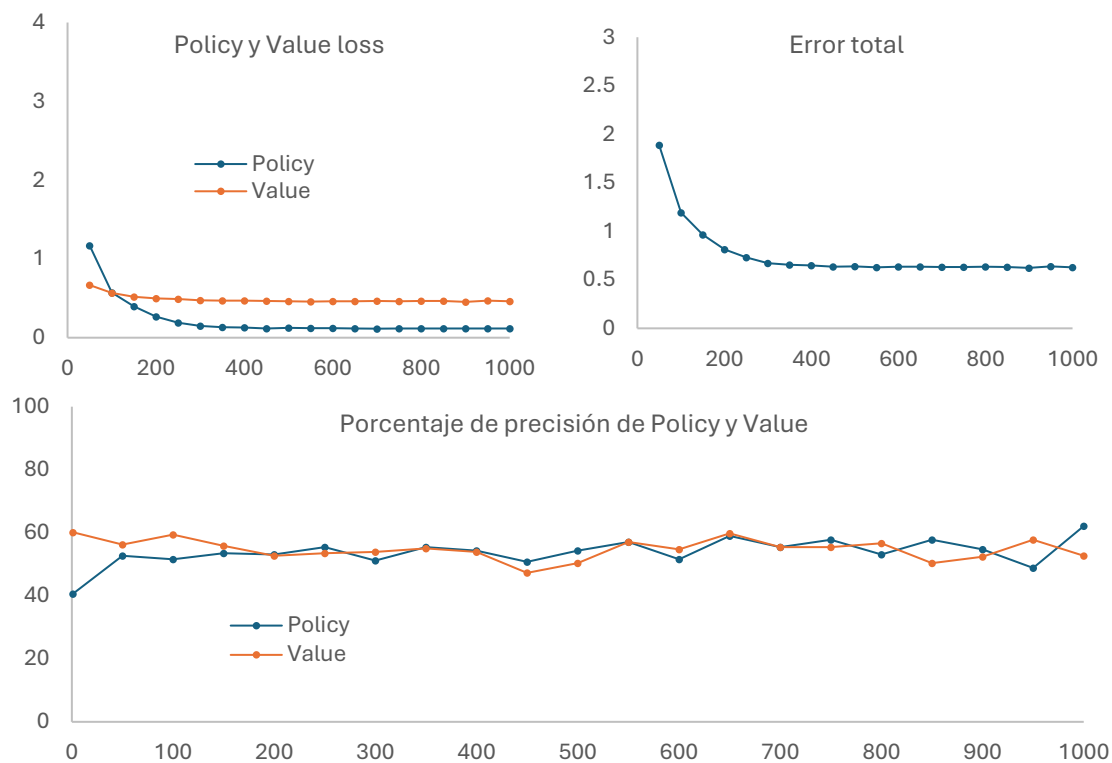 Policy y Value loss
4
3
2
1
0
0 200 400 600 800 1000
Policy
Value
Error total
3
2.5
2
1.5
1
0.5
0
0 200 400 600 800 1000
Porcentaje de precisión de Policy y Value
100
80
60
40
20
0
0 100 200 300 400 500 600 700 800 900 1000
Policy
Value